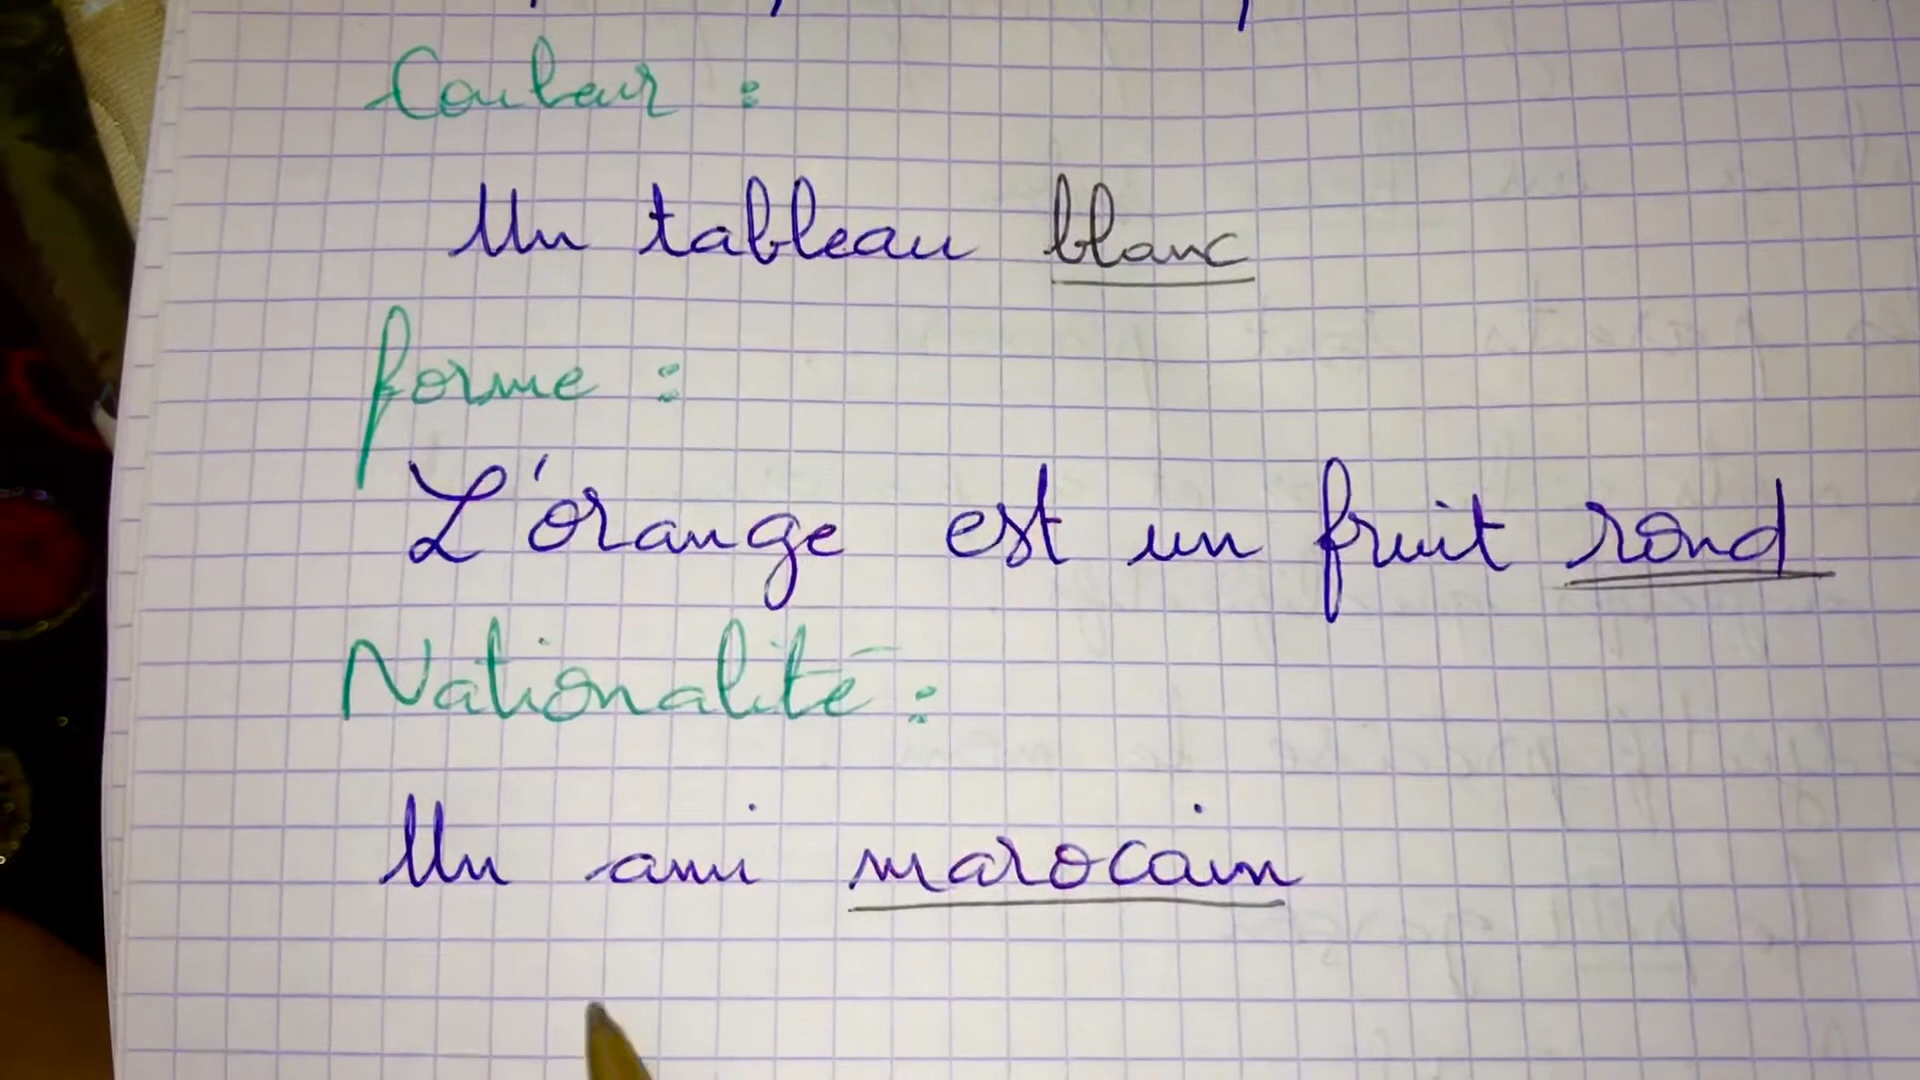 Couleur :
Un tableau blanc
forme :
L'orange est un fruit rond
Nationalité :
Un ami marocain